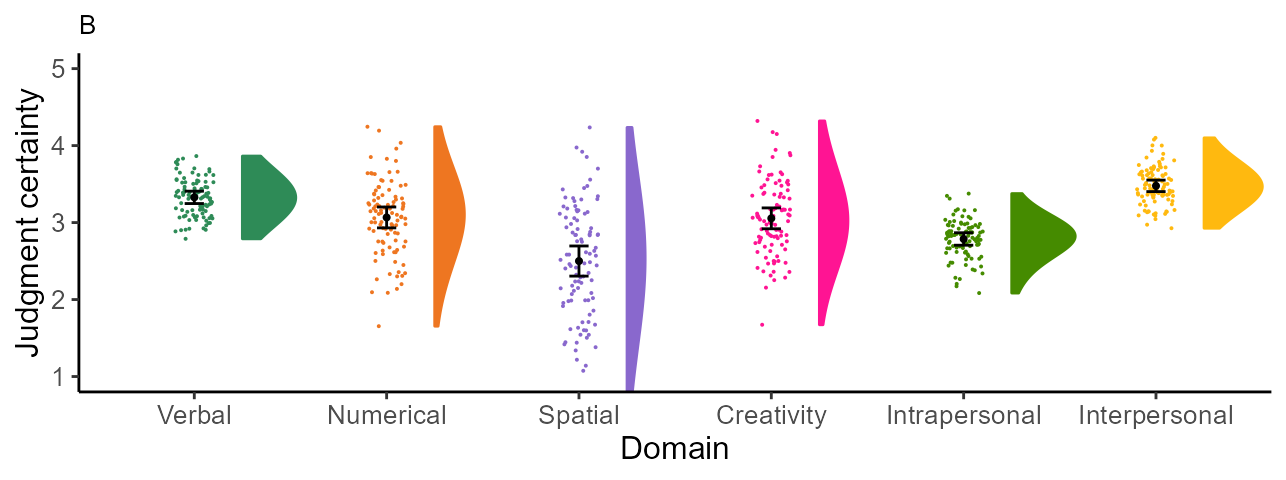 B
Judgment certainty
5
4
3
2
1
Verbal Numerical Spatial Creativity Intrapersonal Interpersonal
Domain